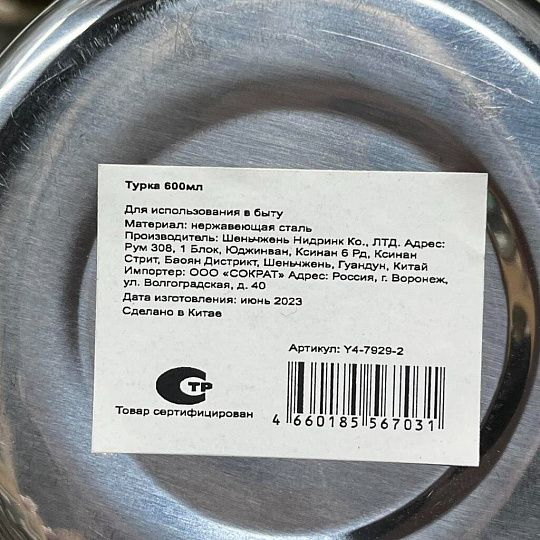 Турка 600мл
Для использования в быту
Материал: нержавеющая сталь
Производитель: Шеньчжень Нидринк Ко., ЛТД. Адрес:
Рум 308, 1 Блок, Юджинван, Ксинан 6 Рд, Ксинан
Стрит, Баоян Дистрикт, Шеньчжень, Гуандун, Китай
Импортер: ООО «СОКРАТ» Адрес: Россия, г. Воронеж,
ул. Волгоградская, д. 40
Дата изготовления: июнь 2023
Сделано в Китае
Артикул: Y4-7929-2
СТР
Товар сертифицирован
4 660185 567031